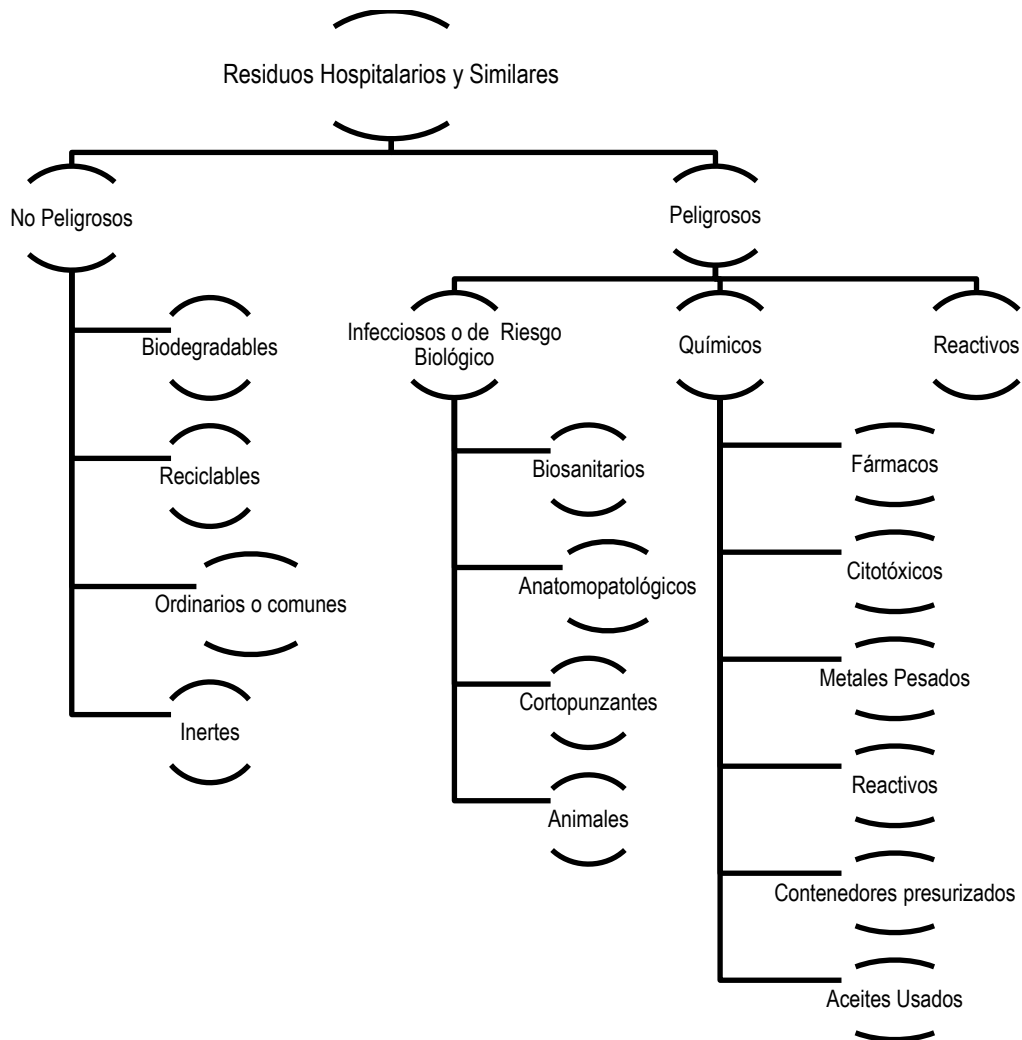 Residuos Hospitalarios y Similares
No Peligrosos
Peligrosos
Biodegradables
Reciclables
Ordinarios o comunes
Inertes
Infecciosos o de Riesgo
Biológico
Biosanitarios
Anatomopatológicos
Cortopunzantes
Animales
Químicos
Fármacos
Citotóxicos
Metales Pesados
Reactivos
Contenedores presurizados
Aceites Usados
Reactivos